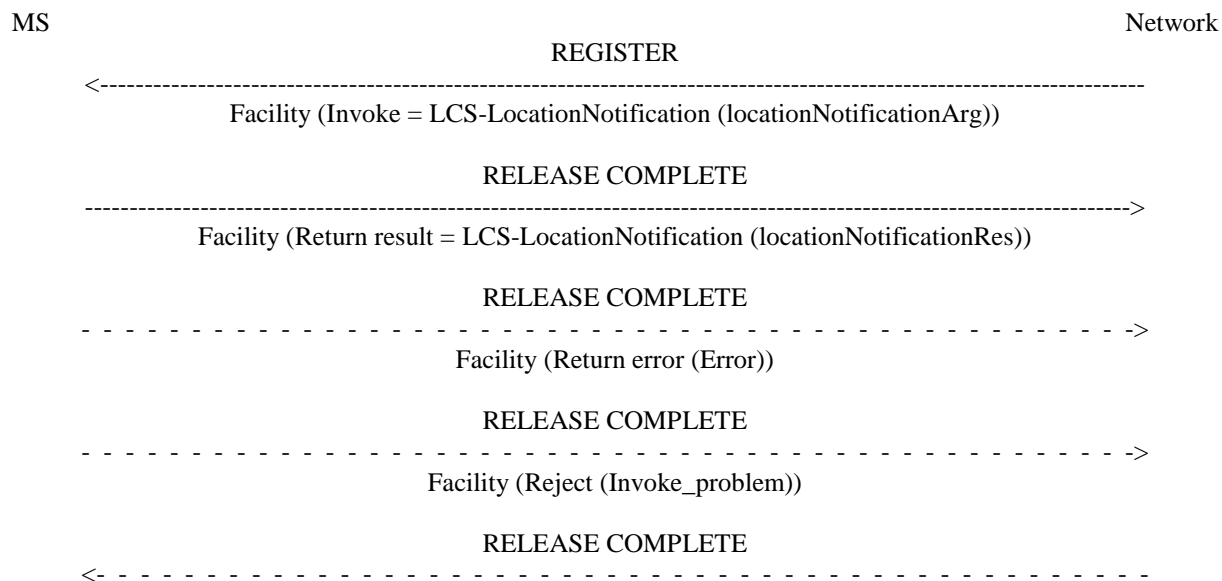 MS Network
REGISTER
<------------------------------------------------------------------------------------------------------------------------
Facility (Invoke = LCS-LocationNotification (locationNotificationArg))
RELEASE COMPLETE
------------------------------------------------------------------------------------------------------------------------>
Facility (Return result = LCS-LocationNotification (locationNotificationRes))
RELEASE COMPLETE
- - - - - - - - - - - - - - - - - - - - - - - - - - - - - - - - - - - - - - - - - - - - - - - ->
Facility (Return error (Error))
RELEASE COMPLETE
- - - - - - - - - - - - - - - - - - - - - - - - - - - - - - - - - - - - - - - - - - - - - - - ->
Facility (Reject (Invoke_problem))
RELEASE COMPLETE
<- - - - - - - - - - - - - - - - - - - - - - - - - - - - - - - - - - - - - - - - - - - - - - - -